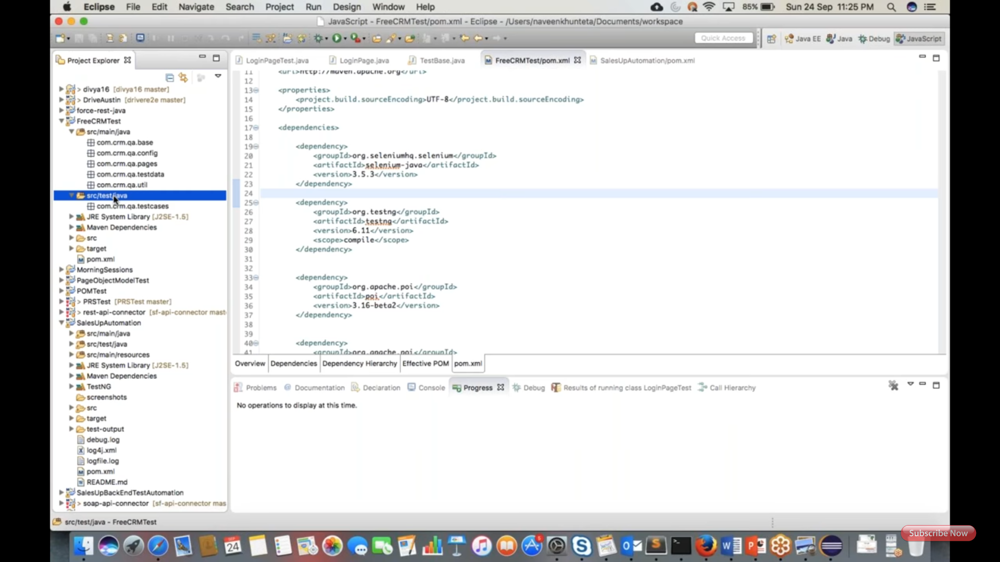 Eclipse File Edit Navigate Search Project Run Design Window Help 85% Sun 24 Sep 11:25 PM
JavaScript - FreeCRMTest/pom.xml - Eclipse - /Users/naveenkhunteta/Documents/workspace
Quick Access Java EE Java Debug JavaScript
Project Explorer
> divya16 [divya16 master]
> DriveAustin [drivere2e master]
force-rest-java
FreeCRMTest
src/main/java
com.crm.qa.base
com.crm.qa.config
com.crm.qa.pages
com.crm.qa.testdata
com.crm.qa.util
src/test/java
com.crm.qa.testcases
JRE System Library [J2SE-1.5]
Maven Dependencies
src
target
pom.xml
MorningSessions
PageObjectModelTest
POMTest
> PRSTest [PRSTest master]
> rest-api-connector [sf-api-connector mast
SalesUpAutomation
src/main/java
src/test/java
src/main/resources
JRE System Library [J2SE-1.5]
Maven Dependencies
TestNG
screenshots
src
target
test-output
debug.log
log4j.xml
logfile.log
pom.xml
README.md
SalesUpBackEndTestAutomation
> soap-api-connector [sf-api-connector mas
LoginPageTest.java LoginPage.java TestBase.java FreeCRMTest/pom.xml SalesUpAutomation/pom.xml
11 <url>http://maven.apache.org</url>
12
13 <properties>
14 <project.build.sourceEncoding>UTF-8</project.build.sourceEncoding>
15 </properties>
16
17 <dependencies>
18
19 <dependency>
20 <groupId>org.seleniumhq.selenium</groupId>
21 <artifactId>selenium-java</artifactId>
22 <version>3.5.3</version>
23 </dependency>
24
25 <dependency>
26 <groupId>org.testng</groupId>
27 <artifactId>testng</artifactId>
28 <version>6.11</version>
29 <scope>compile</scope>
30 </dependency>
31
32
33 <dependency>
34 <groupId>org.apache.poi</groupId>
35 <artifactId>poi</artifactId>
36 <version>3.16-beta2</version>
37 </dependency>
38
39
40 <dependency>
41 <groupId>org.apache.poi</groupId>
Overview Dependencies Dependency Hierarchy Effective POM pom.xml
Problems Documentation Declaration Console Progress Debug Results of running class LoginPageTest Call Hierarchy
No operations to display at this time.
src/test/java - FreeCRMTest
Subscribe Now
24
5